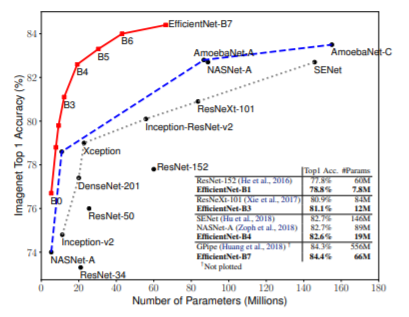 EfficientNet-B7
84
B6
AmoebaNet-A
AmoebaNet-C
B5
NASNet-A
B4
SENet
82
B3
ResNeXt-101
Inception-ResNet-v2
80
Xception
78
ResNet-152
DenseNet-201
B0
76
ResNet-50
Inception-v2
74
NASNet-A
ResNet-34
Imagenet Top 1 Accuracy (%)
Top1 Acc. #Params
ResNet-152 (He et al., 2016) 77.8% 60M
EfficientNet-B1 78.8% 7.8M
ResNeXt-101 (Xie et al., 2017) 80.9% 84M
EfficientNet-B3 81.1% 12M
SENet (Hu et al., 2018) 82.7% 146M
NASNet-A (Zoph et al., 2018) 82.7% 89M
EfficientNet-B4 82.6% 19M
GPipe (Huang et al., 2018) † 84.3% 556M
EfficientNet-B7 84.4% 66M
†Not plotted
0 20 40 60 80 100 120 140 160 180
Number of Parameters (Millions)